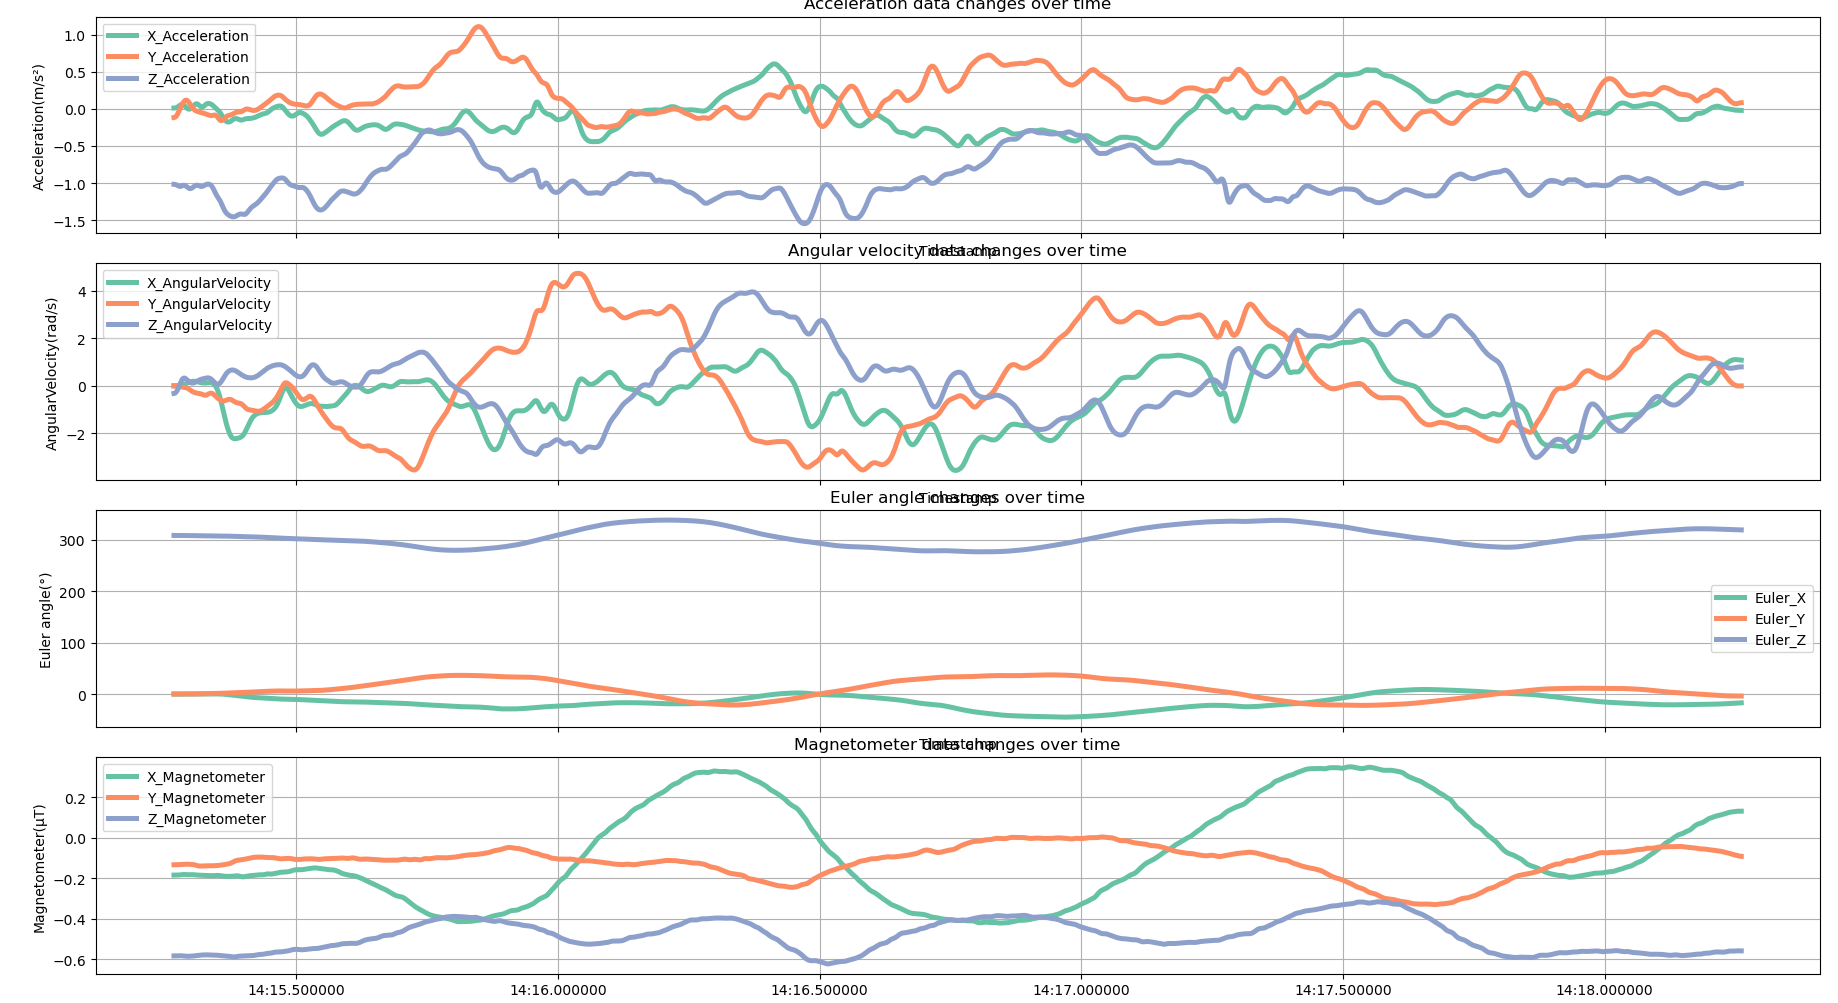 Acceleration data changes over time
X_Acceleration
Y_Acceleration
Z_Acceleration
Acceleration(m/s²)
1.0
0.5
0.0
−0.5
−1.0
−1.5
Timestamp
Angular velocity data changes over time
X_AngularVelocity
Y_AngularVelocity
Z_AngularVelocity
AngularVelocity(rad/s)
4
2
0
−2
Timestamp
Euler angle changes over time
Euler angle(°)
300
200
100
0
Euler_X
Euler_Y
Euler_Z
Timestamp
Magnetometer data changes over time
X_Magnetometer
Y_Magnetometer
Z_Magnetometer
Magnetometer(μT)
0.2
0.0
−0.2
−0.4
−0.6
14:15.500000
14:16.000000
14:16.500000
14:17.000000
14:17.500000
14:18.000000